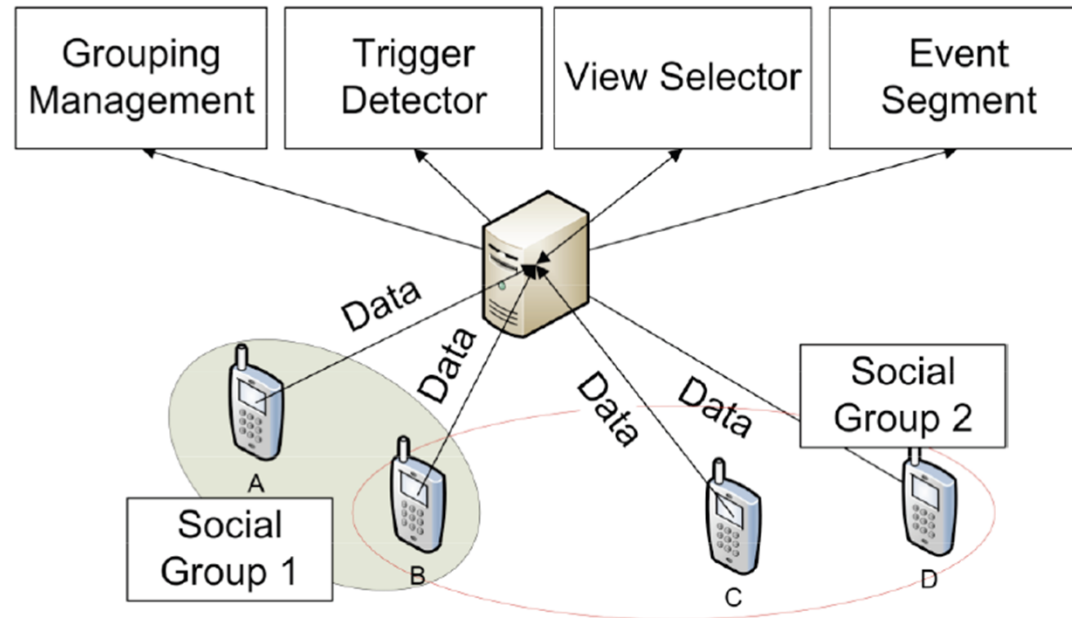 Grouping
Management
Trigger
Detector
View Selector
Event
Segment
Data
Data
Data
Data
Social
Group 2
A
Social
Group 1
B
C
D